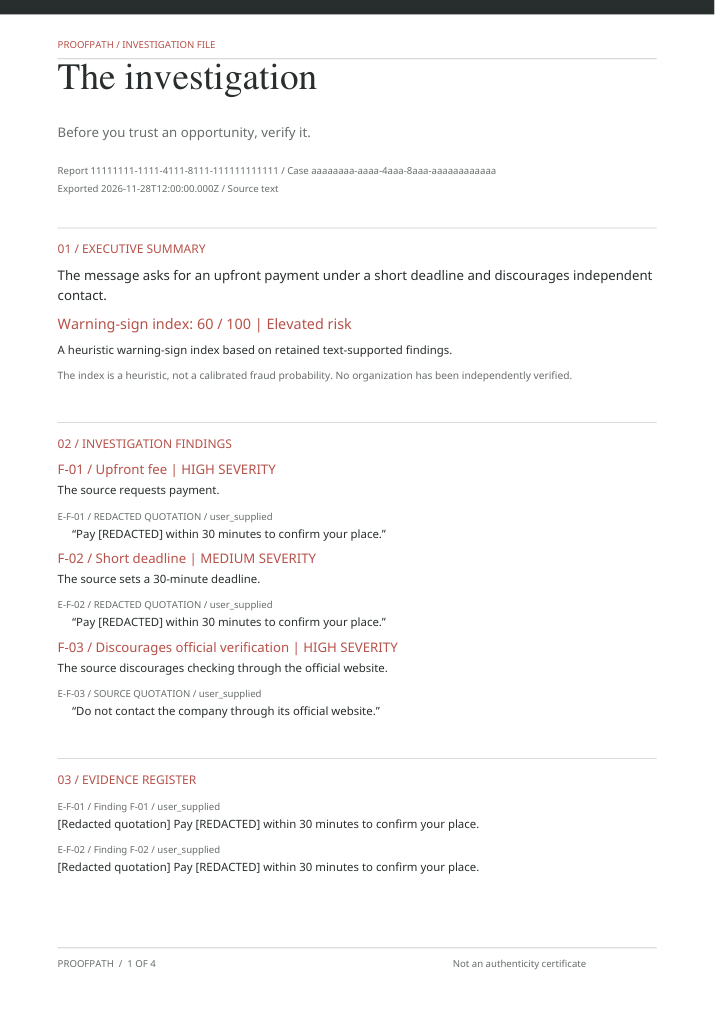 PROOFPATH / INVESTIGATION FILE
The investigation
Before you trust an opportunity, verify it.
Report 11111111-1111-4111-8111-111111111111 / Case aaaaaaaa-aaaa-4aaa-8aaa-aaaaaaaaaaaa
Exported 2026-11-28T12:00:00.000Z / Source text
01 / EXECUTIVE SUMMARY
The message asks for an upfront payment under a short deadline and discourages independent
contact.
Warning-sign index: 60 / 100 | Elevated risk
A heuristic warning-sign index based on retained text-supported findings.
The index is a heuristic, not a calibrated fraud probability. No organization has been independently verified.
02 / INVESTIGATION FINDINGS
F-01 / Upfront fee | HIGH SEVERITY
The source requests payment.
E-F-01 / REDACTED QUOTATION / user_supplied
“Pay [REDACTED] within 30 minutes to confirm your place.”
F-02 / Short deadline | MEDIUM SEVERITY
The source sets a 30-minute deadline.
E-F-02 / REDACTED QUOTATION / user_supplied
“Pay [REDACTED] within 30 minutes to confirm your place.”
F-03 / Discourages official verification | HIGH SEVERITY
The source discourages checking through the official website.
E-F-03 / SOURCE QUOTATION / user_supplied
“Do not contact the company through its official website.”
03 / EVIDENCE REGISTER
E-F-01 / Finding F-01 / user_supplied
[Redacted quotation] Pay [REDACTED] within 30 minutes to confirm your place.
E-F-02 / Finding F-02 / user_supplied
[Redacted quotation] Pay [REDACTED] within 30 minutes to confirm your place.
PROOFPATH / 1 OF 4
Not an authenticity certificate